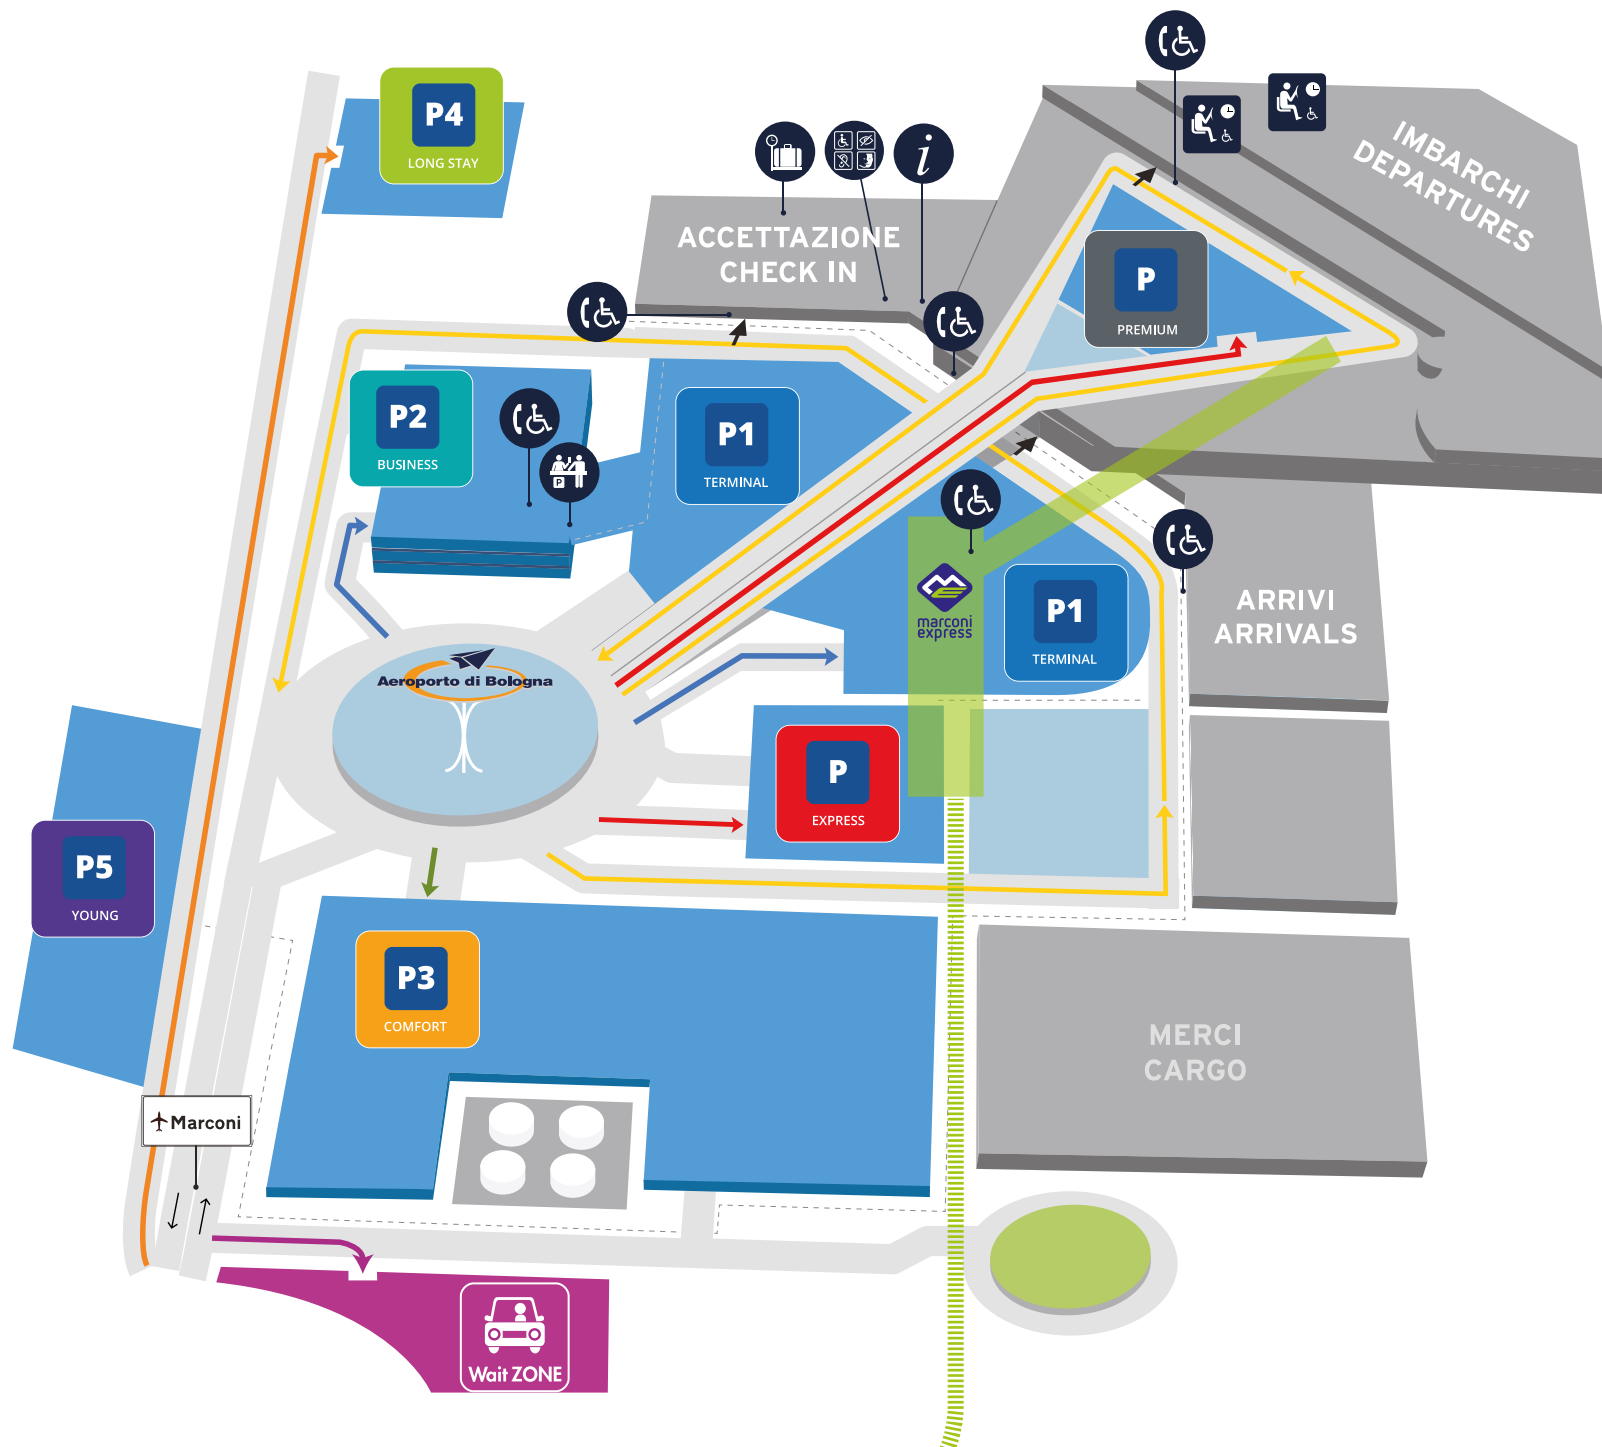 P4
LONG STAY
i
IMBARCHI
DEPARTURES
ACCETTAZIONE
CHECK IN
P
PREMIUM
P2
BUSINESS
P
P1
TERMINAL
marconi
express
P1
TERMINAL
ARRIVI
ARRIVALS
Aeroporto di Bologna
P
EXPRESS
P5
YOUNG
P3
COMFORT
MERCI
CARGO
Marconi
Wait ZONE